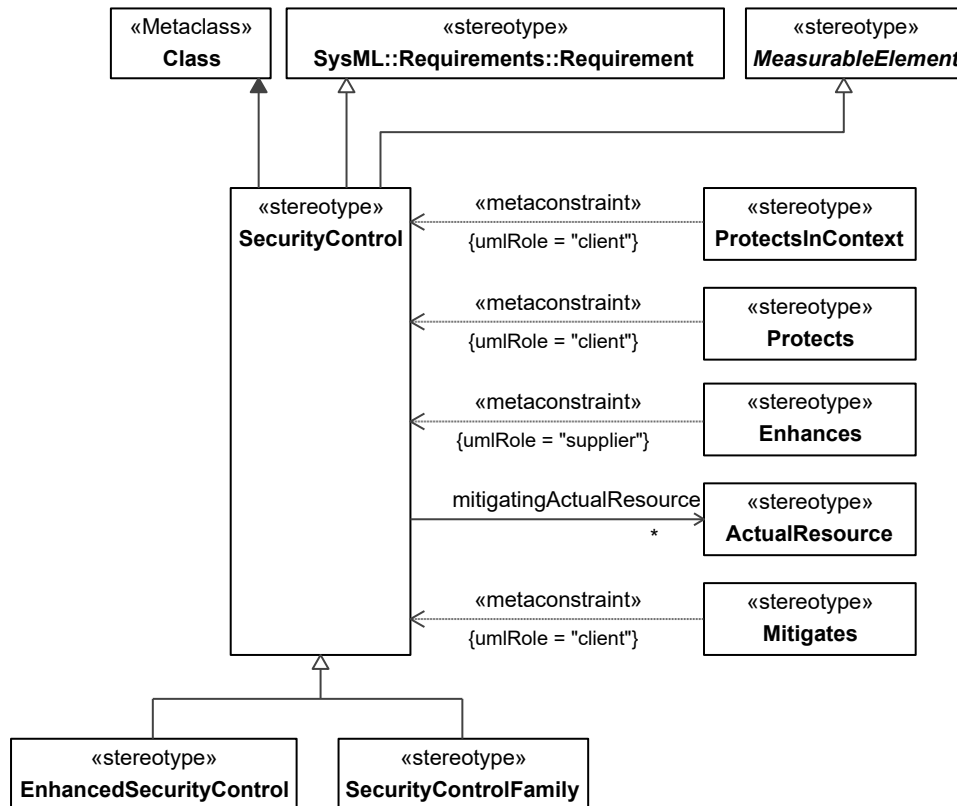 «Metaclass»
Class
«stereotype»
SysML::Requirements::Requirement
«stereotype»
MeasurableElement
«stereotype»
SecurityControl
«metaconstraint»
{umlRole = "client"}
«stereotype»
ProtectsInContext
«metaconstraint»
{umlRole = "client"}
«stereotype»
Protects
«metaconstraint»
{umlRole = "supplier"}
«stereotype»
Enhances
mitigatingActualResource
*
«stereotype»
ActualResource
«metaconstraint»
{umlRole = "client"}
«stereotype»
Mitigates
«stereotype»
EnhancedSecurityControl
«stereotype»
SecurityControlFamily